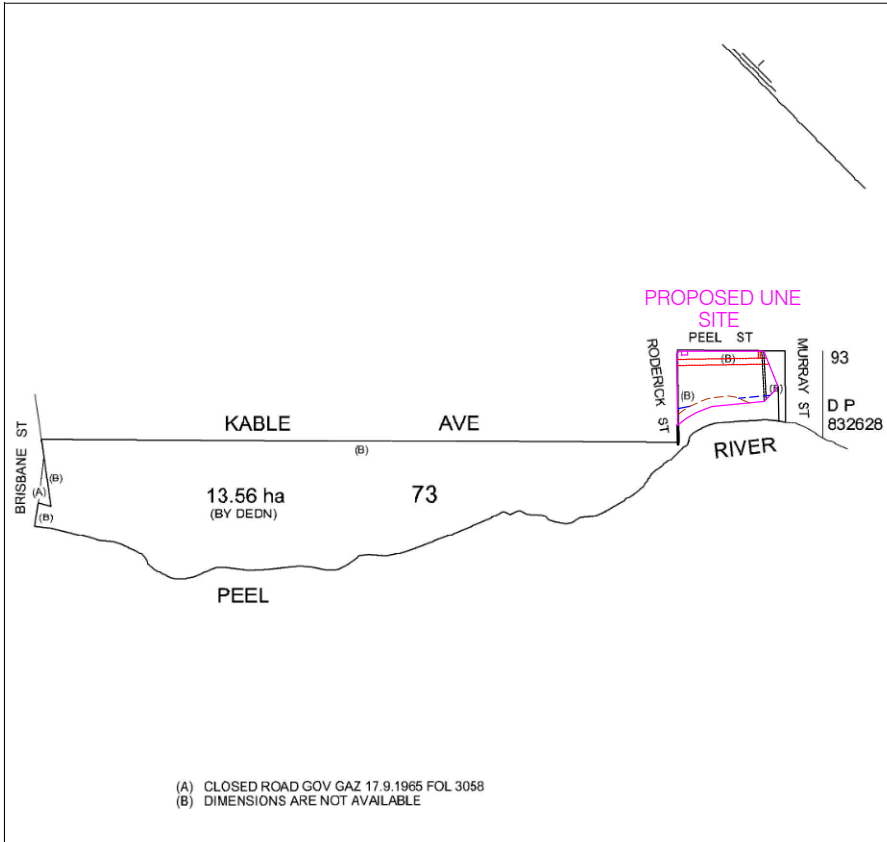 PROPOSED UNE
SITE
PEEL ST
RODERICK ST
MURRAY ST
(B)
93
(B)
(B)
D P
832628
KABLE AVE
RIVER
BRISBANE ST
(B)
(B)
(A)
13.56 ha
(BY DEDN)
73
(B)
PEEL
(A) CLOSED ROAD GOV GAZ 17.9.1965 FOL 3058
(B) DIMENSIONS ARE NOT AVAILABLE